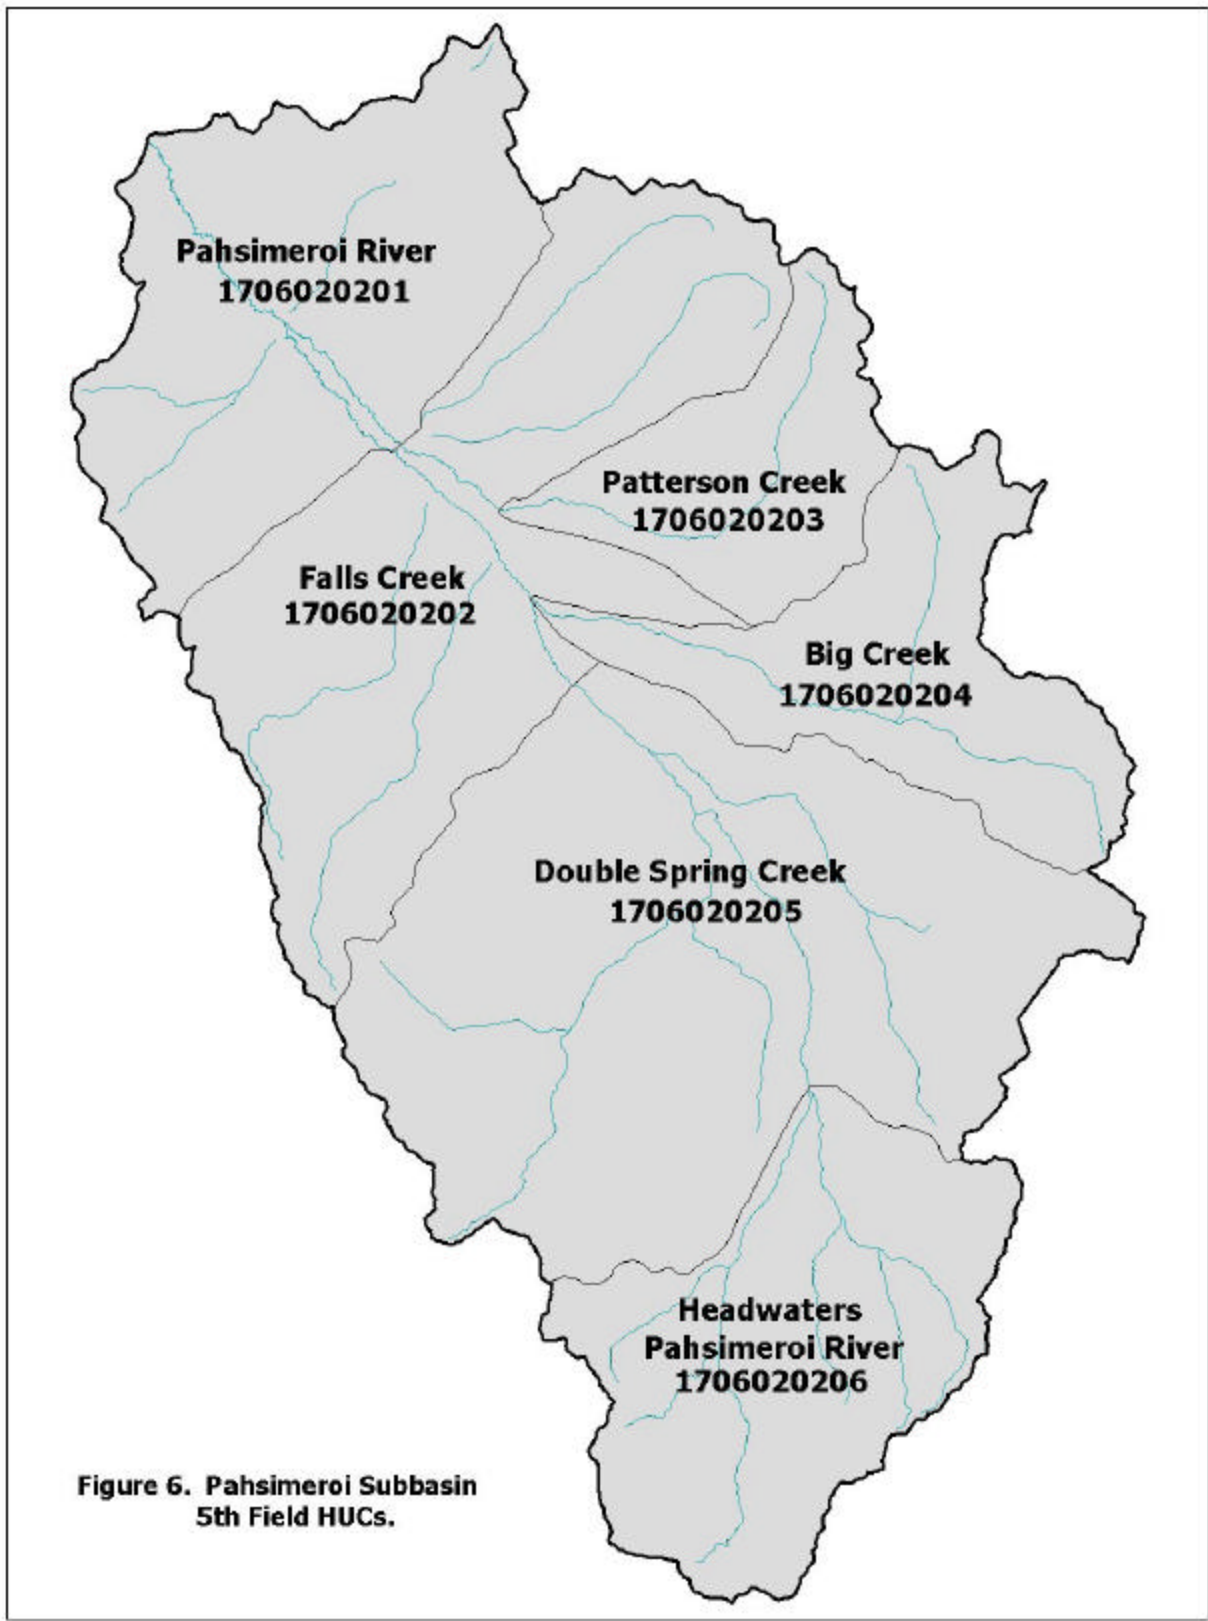 Pahsimeroi River
1706020201
Patterson Creek
1706020203
Falls Creek
1706020202
Big Creek
1706020204
Double Spring Creek
1706020205
Headwaters
Pahsimeroi River
1706020206
Figure 6. Pahsimeroi Subbasin
5th Field HUCs.